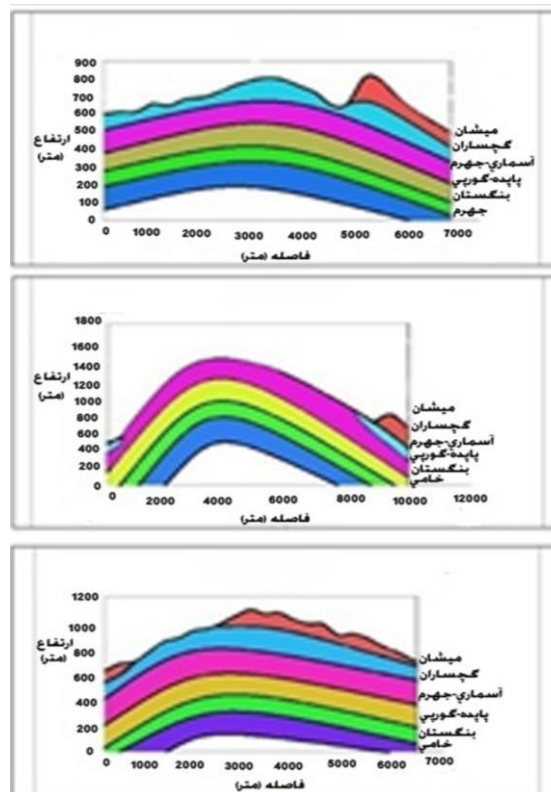 900
800
700
600
500
400
300
200
100
0
ارتفاع
(متر)
ميشان
گچساران
آسماري-جهرم
پابده-گورپي
بنگستان
جهرم
0 1000 2000 3000 4000 5000 6000 7000
فاصله (متر)
1800
1600
1400
1200
1000
800
600
400
200
0
ارتفاع
(متر)
ميشان
گچساران
آسماري-جهرم
پابده-گورپي
بنگستان
خامي
0 2000 4000 6000 8000 10000 12000
فاصله (متر)
1200
1000
800
600
400
200
0
ارتفاع
(متر)
ميشان
گچساران
آسماري-جهرم
پابده-گورپي
بنگستان
خامي
0 1000 2000 3000 4000 5000 6000 7000
فاصله (متر)